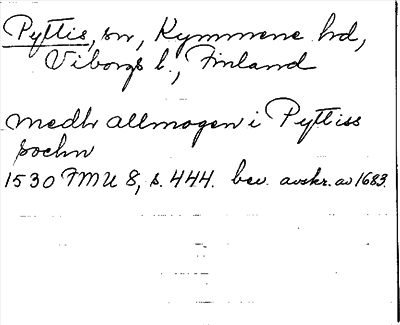 Pyttis, sn, Kymmene hd,
Viborgs l., Finland
medh allmogen i Pyttiss
sochn
1530 FMU 8, s. 444. bev. avskr. av 1683.